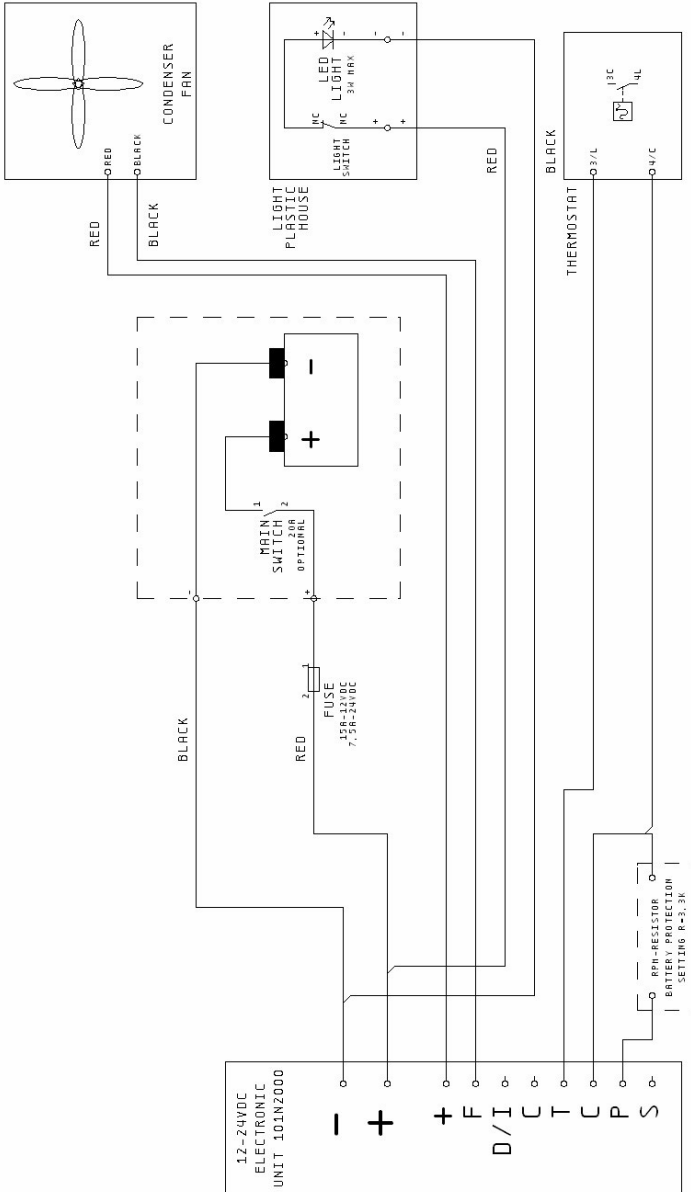 CONDENSER
FAN
RED
BLACK
RED
BLACK
LED
LIGHT
3W MAX
+
-
-
-
NC
NC
+
+
LIGHT
SWITCH
LIGHT
PLASTIC
HOUSE
RED
BLACK
3C
4L
3/L
4/C
THERMOSTAT
-
+
1
2
MAIN
SWITCH
20A
OPTIONAL
-
+
1
2
FUSE
15A-12VDC
7,5A-24VDC
BLACK
RED
RPM-RESISTOR
BATTERY PROTECTION
SETTING R=3,3K
12-24VDC
ELECTRONIC
UNIT 101N2000
-
+
+
F
D/I
C
T
C
P
S